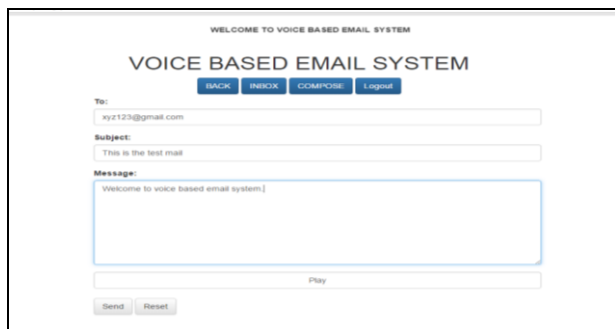 WELCOME TO VOICE BASED EMAIL SYSTEM
VOICE BASED EMAIL SYSTEM
BACK INBOX COMPOSE Logout
To:
xyz123@gmail.com
Subject:
This is the test mail
Message:
Welcome to voice based email system.
Play
Send Reset